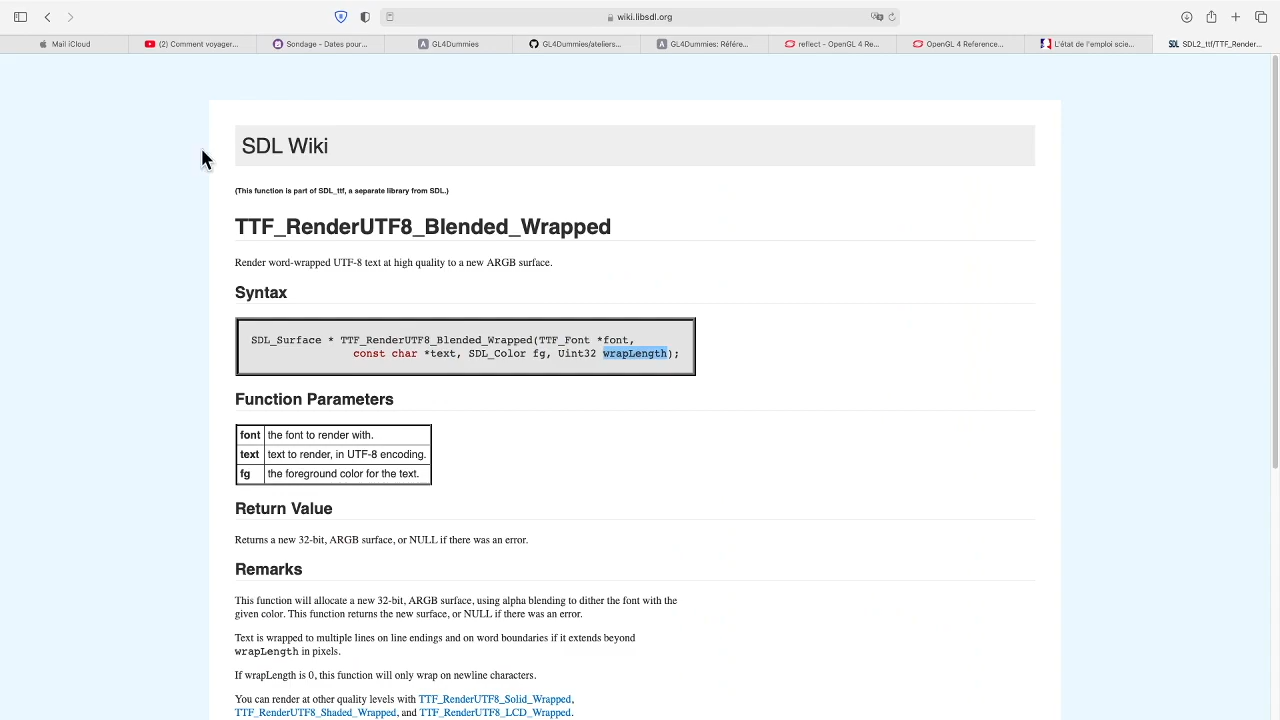 wiki.libsdl.org
Mail iCloud
(2) Comment voyager...
Sondage - Dates pour...
GL4Dummies
GL4Dummies/ateliers...
GL4Dummies: Référe...
reflect - OpenGL 4 Re...
OpenGL 4 Reference...
L'état de l'emploi scie...
SDL2_ttf/TTF_Render...
SDL Wiki
(This function is part of SDL_ttf, a separate library from SDL.)
TTF_RenderUTF8_Blended_Wrapped
Render word-wrapped UTF-8 text at high quality to a new ARGB surface.
Syntax
SDL_Surface * TTF_RenderUTF8_Blended_Wrapped(TTF_Font *font,
const char *text, SDL_Color fg, Uint32 wrapLength);
Function Parameters
font the font to render with.
text text to render, in UTF-8 encoding.
fg the foreground color for the text.
Return Value
Returns a new 32-bit, ARGB surface, or NULL if there was an error.
Remarks
This function will allocate a new 32-bit, ARGB surface, using alpha blending to dither the font with the
given color. This function returns the new surface, or NULL if there was an error.
Text is wrapped to multiple lines on line endings and on word boundaries if it extends beyond
wrapLength in pixels.
If wrapLength is 0, this function will only wrap on newline characters.
You can render at other quality levels with TTF_RenderUTF8_Solid_Wrapped,
TTF_RenderUTF8_Shaded_Wrapped, and TTF_RenderUTF8_LCD_Wrapped.